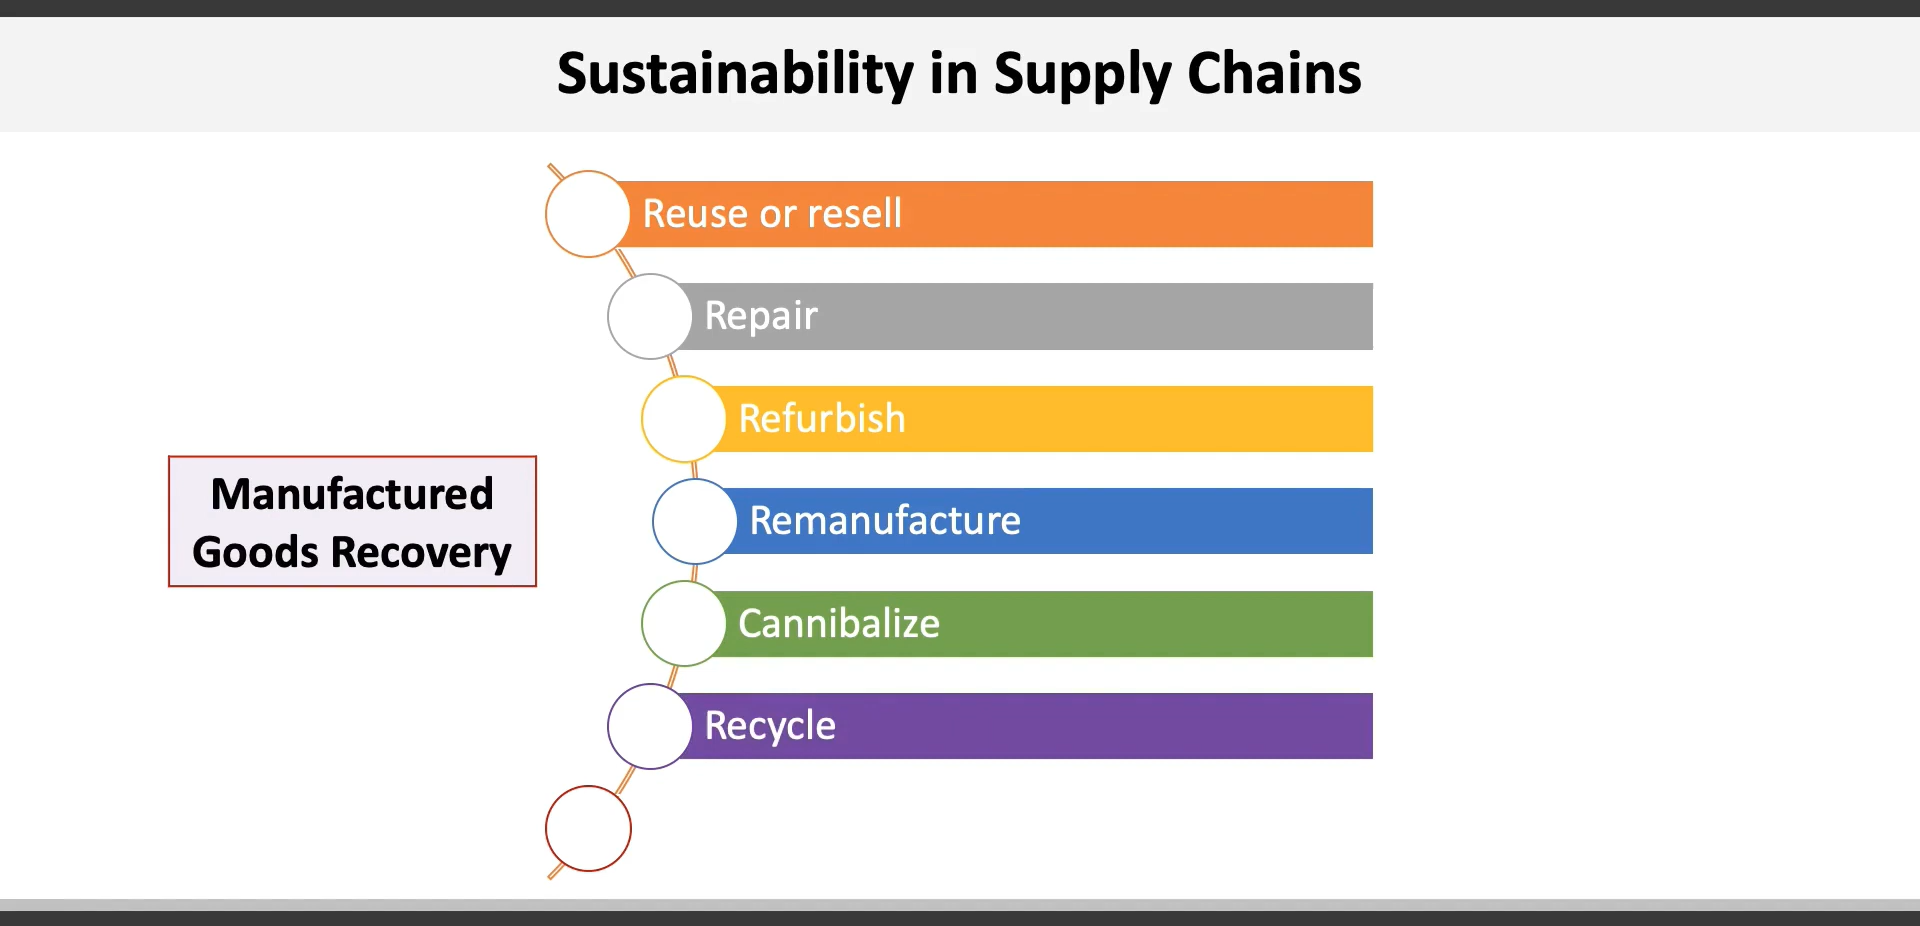 Sustainability in Supply Chains
Reuse or resell
Repair
Refurbish
Manufactured
Goods Recovery
Remanufacture
Cannibalize
Recycle